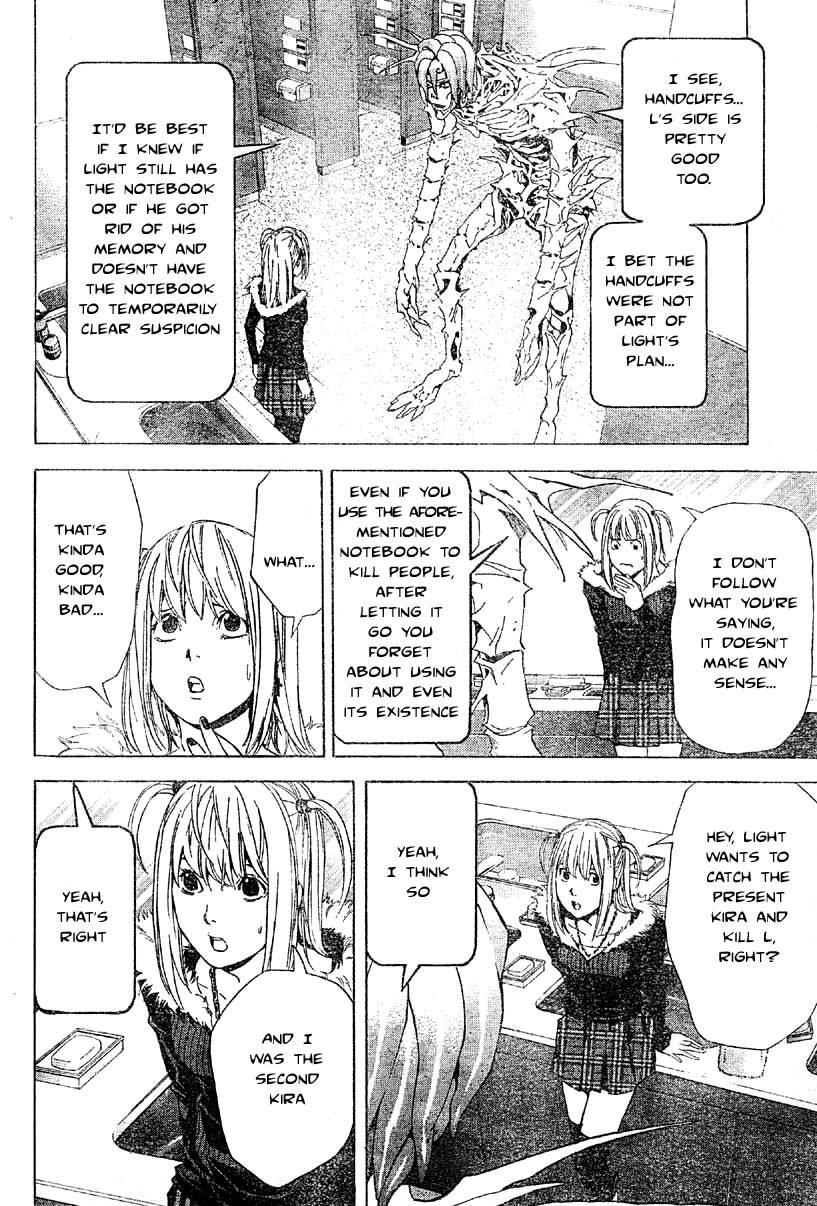 I SEE,
HANDCUFFS...
L'S SIDE IS
PRETTY
GOOD
TOO.
I BET THE
HANDCUFFS
WERE NOT
PART OF
LIGHT'S
PLAN...
IT'D BE BEST
IF I KNEW IF
LIGHT STILL HAS
THE NOTEBOOK
OR IF HE GOT
RID OF HIS
MEMORY AND
DOESN'T HAVE
THE NOTEBOOK
TO TEMPORARILY
CLEAR SUSPICION
I DON'T
FOLLOW
WHAT YOU'RE
SAYING,
IT DOESN'T
MAKE ANY
SENSE...
EVEN IF YOU
USE THE AFORE-
MENTIONED
NOTEBOOK TO
KILL PEOPLE,
AFTER
LETTING IT
GO YOU
FORGET
ABOUT USING
IT AND EVEN
ITS EXISTENCE
WHAT...
THAT'S
KINDA
GOOD,
KINDA
BAD...
HEY, LIGHT
WANTS TO
CATCH THE
PRESENT
KIRA AND
KILL L,
RIGHT?
YEAH,
I THINK
SO
AND I
WAS THE
SECOND
KIRA
YEAH,
THAT'S
RIGHT